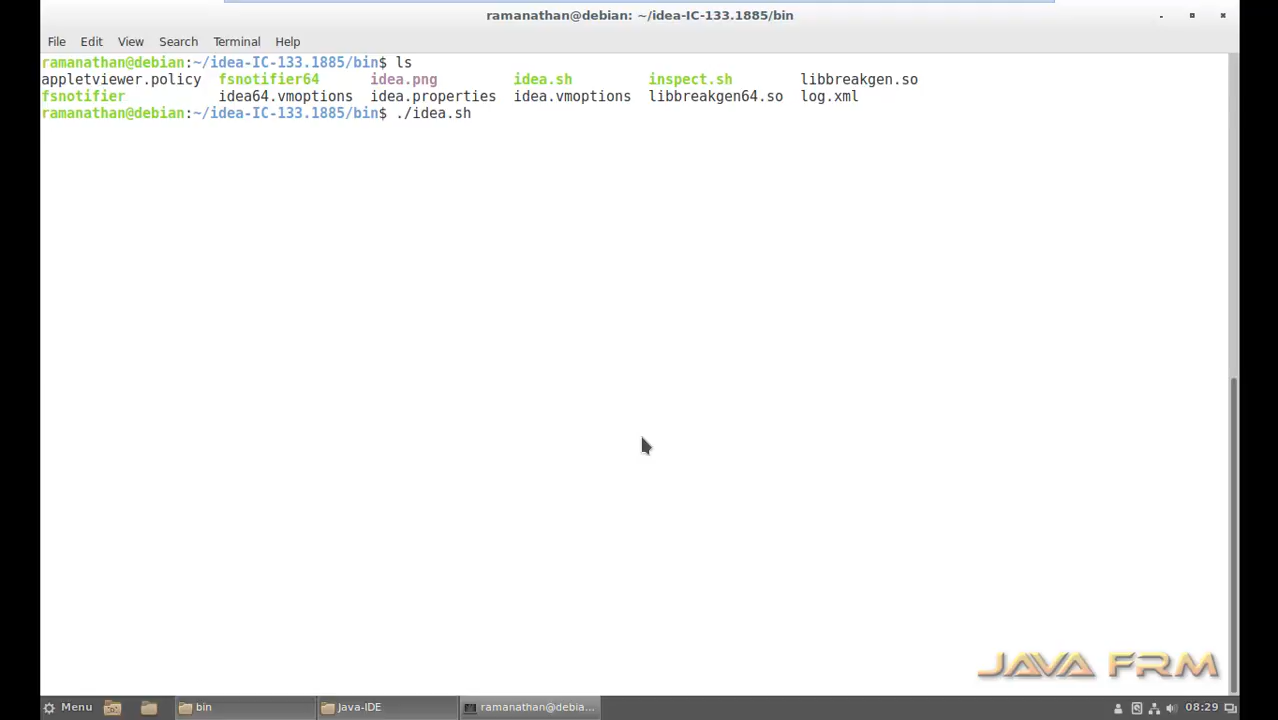 ramanathan@debian: ~/idea-IC-133.1885/bin
File Edit View Search Terminal Help
ramanathan@debian:~/idea-IC-133.1885/bin$ ls
appletviewer.policy fsnotifier64 idea.png idea.sh inspect.sh libbreakgen.so
fsnotifier idea64.vmoptions idea.properties idea.vmoptions libbreakgen64.so log.xml
ramanathan@debian:~/idea-IC-133.1885/bin$ ./idea.sh
JAVA FRM
Menu bin Java-IDE ramanathan@debia... 08:29